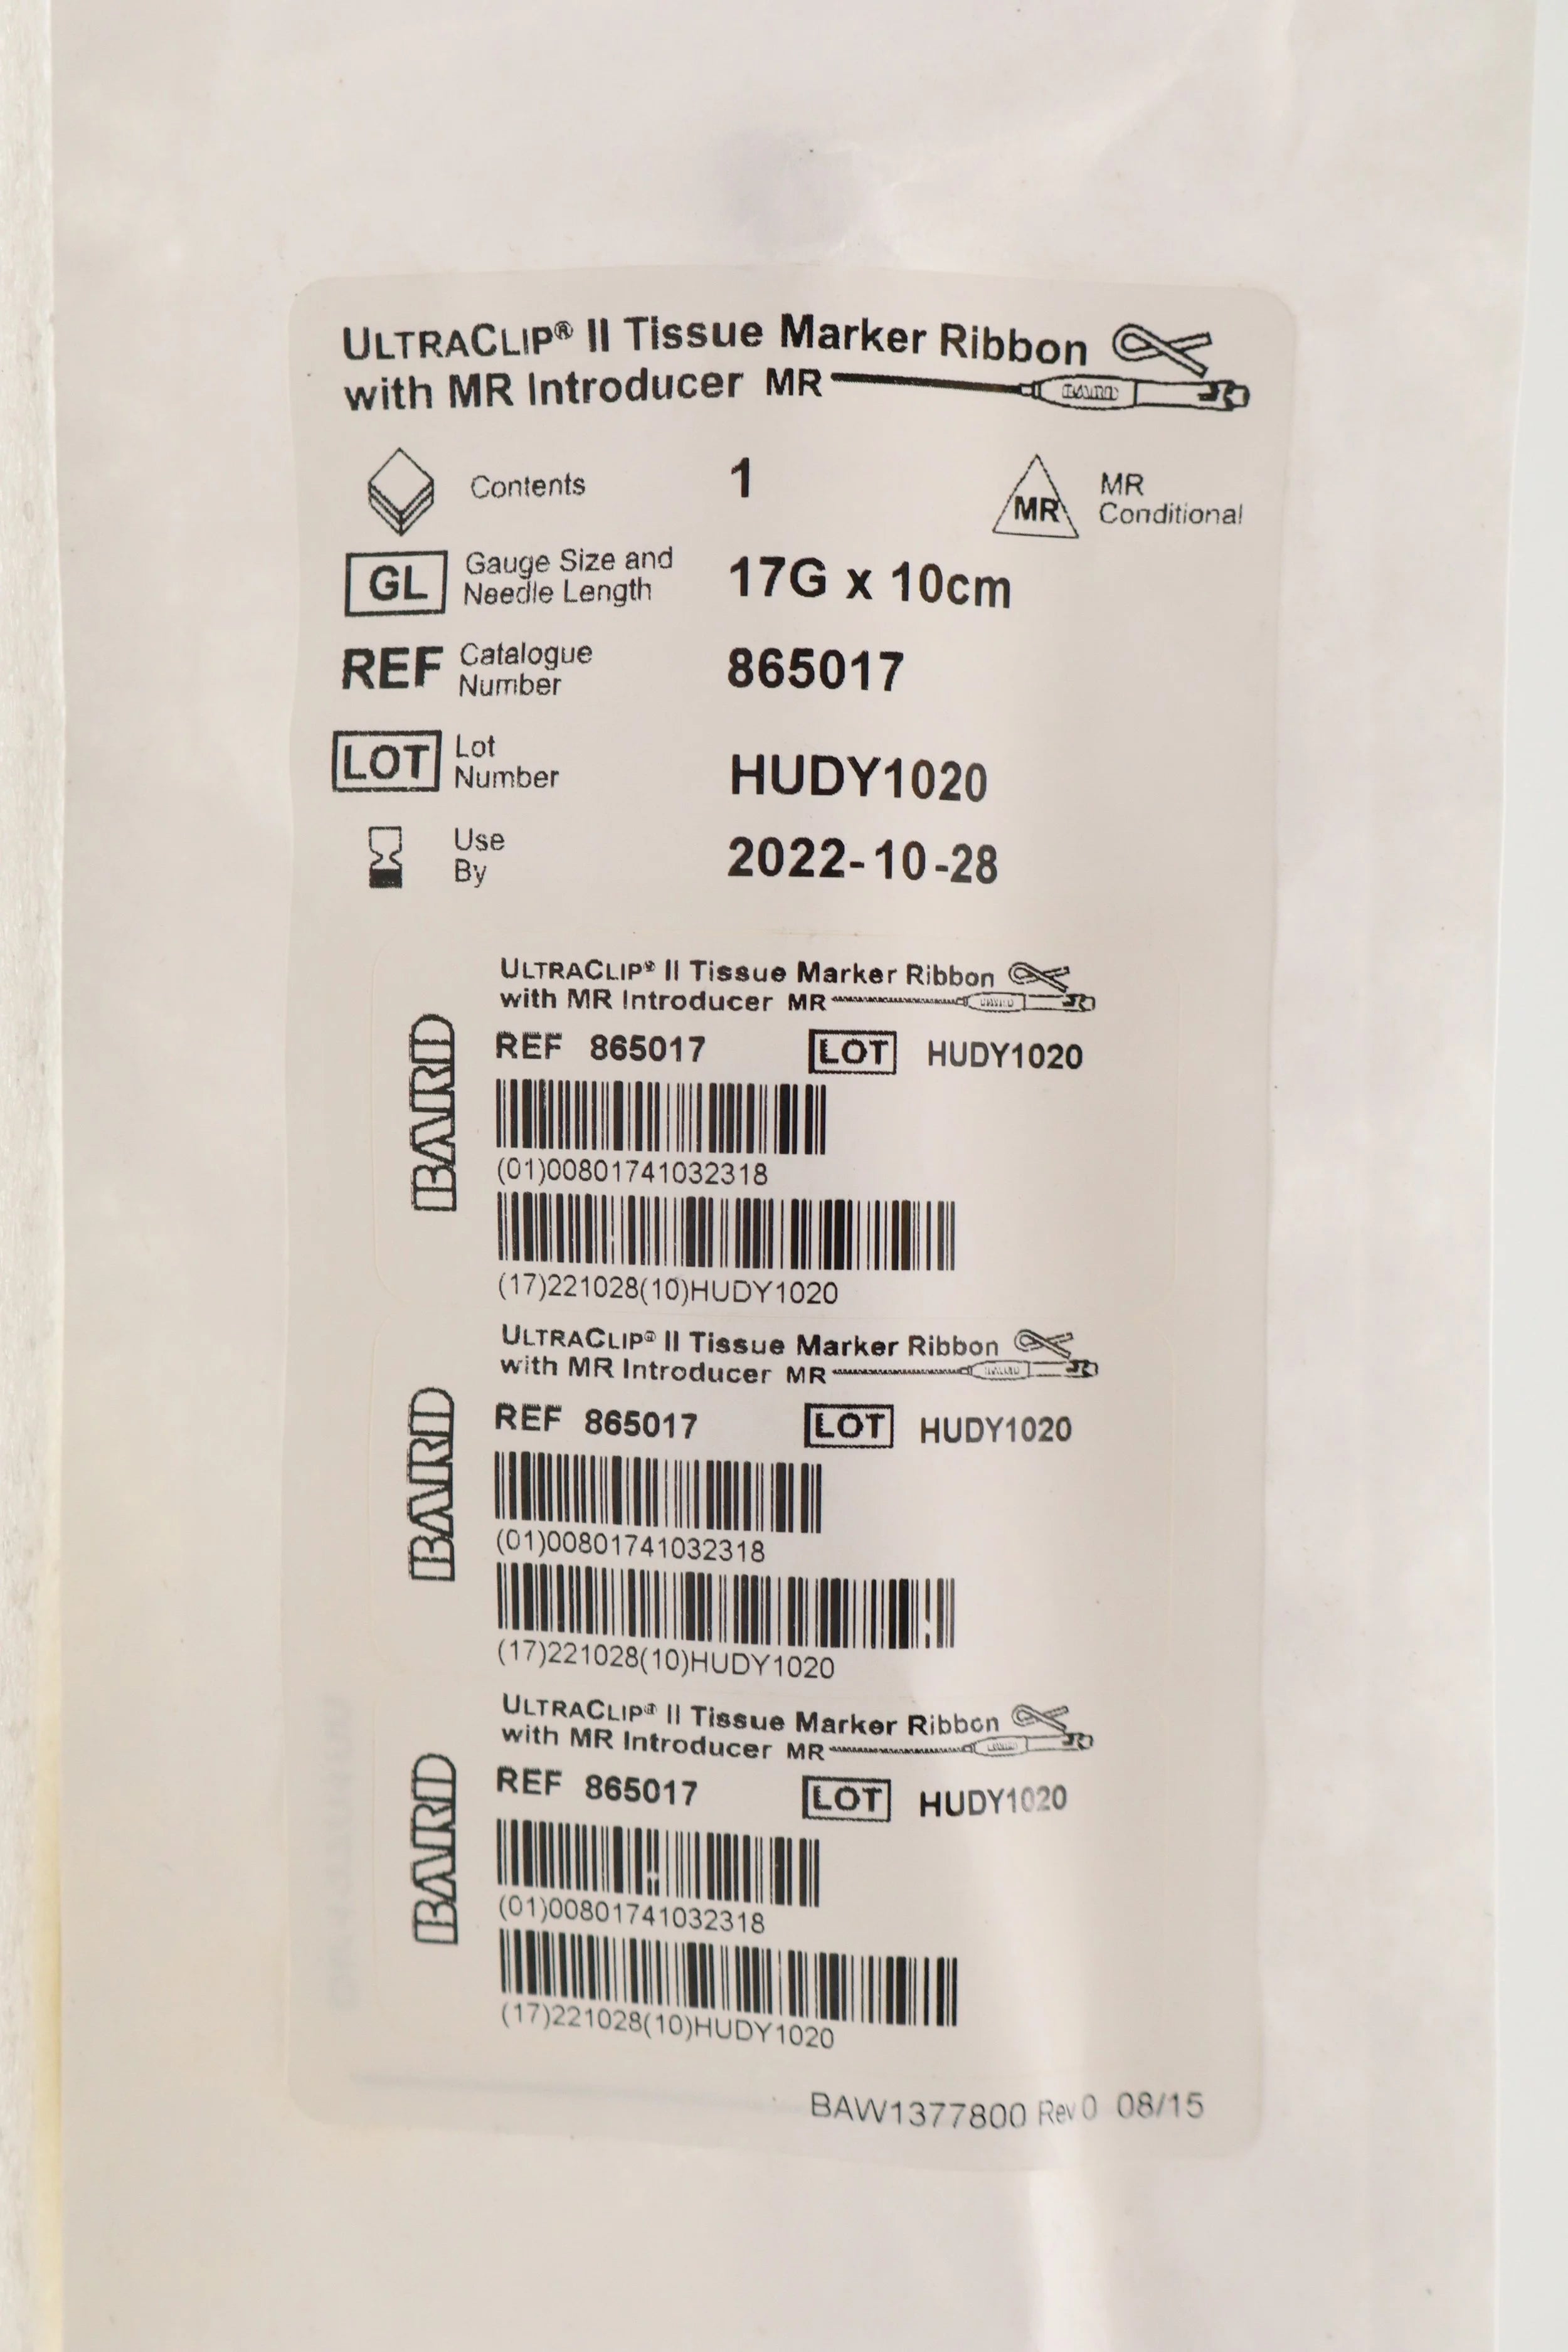 ULTRACLIP® II Tissue Marker Ribbon
with MR Introducer MR BARD
Contents 1 MR MR Conditional
GL Gauge Size and Needle Length 17G x 10cm
REF Catalogue Number 865017
LOT Lot Number HUDY1020
Use By 2022-10-28
ULTRACLIP® II Tissue Marker Ribbon
with MR Introducer MR
BARD
REF 865017 LOT HUDY1020
(01)00801741032318
(17)221028(10)HUDY1020
ULTRACLIP® II Tissue Marker Ribbon
with MR Introducer MR
BARD
REF 865017 LOT HUDY1020
(01)00801741032318
(17)221028(10)HUDY1020
ULTRACLIP® II Tissue Marker Ribbon
with MR Introducer MR
BARD
REF 865017 LOT HUDY1020
(01)00801741032318
(17)221028(10)HUDY1020
BAW1377800 Rev 0 08/15